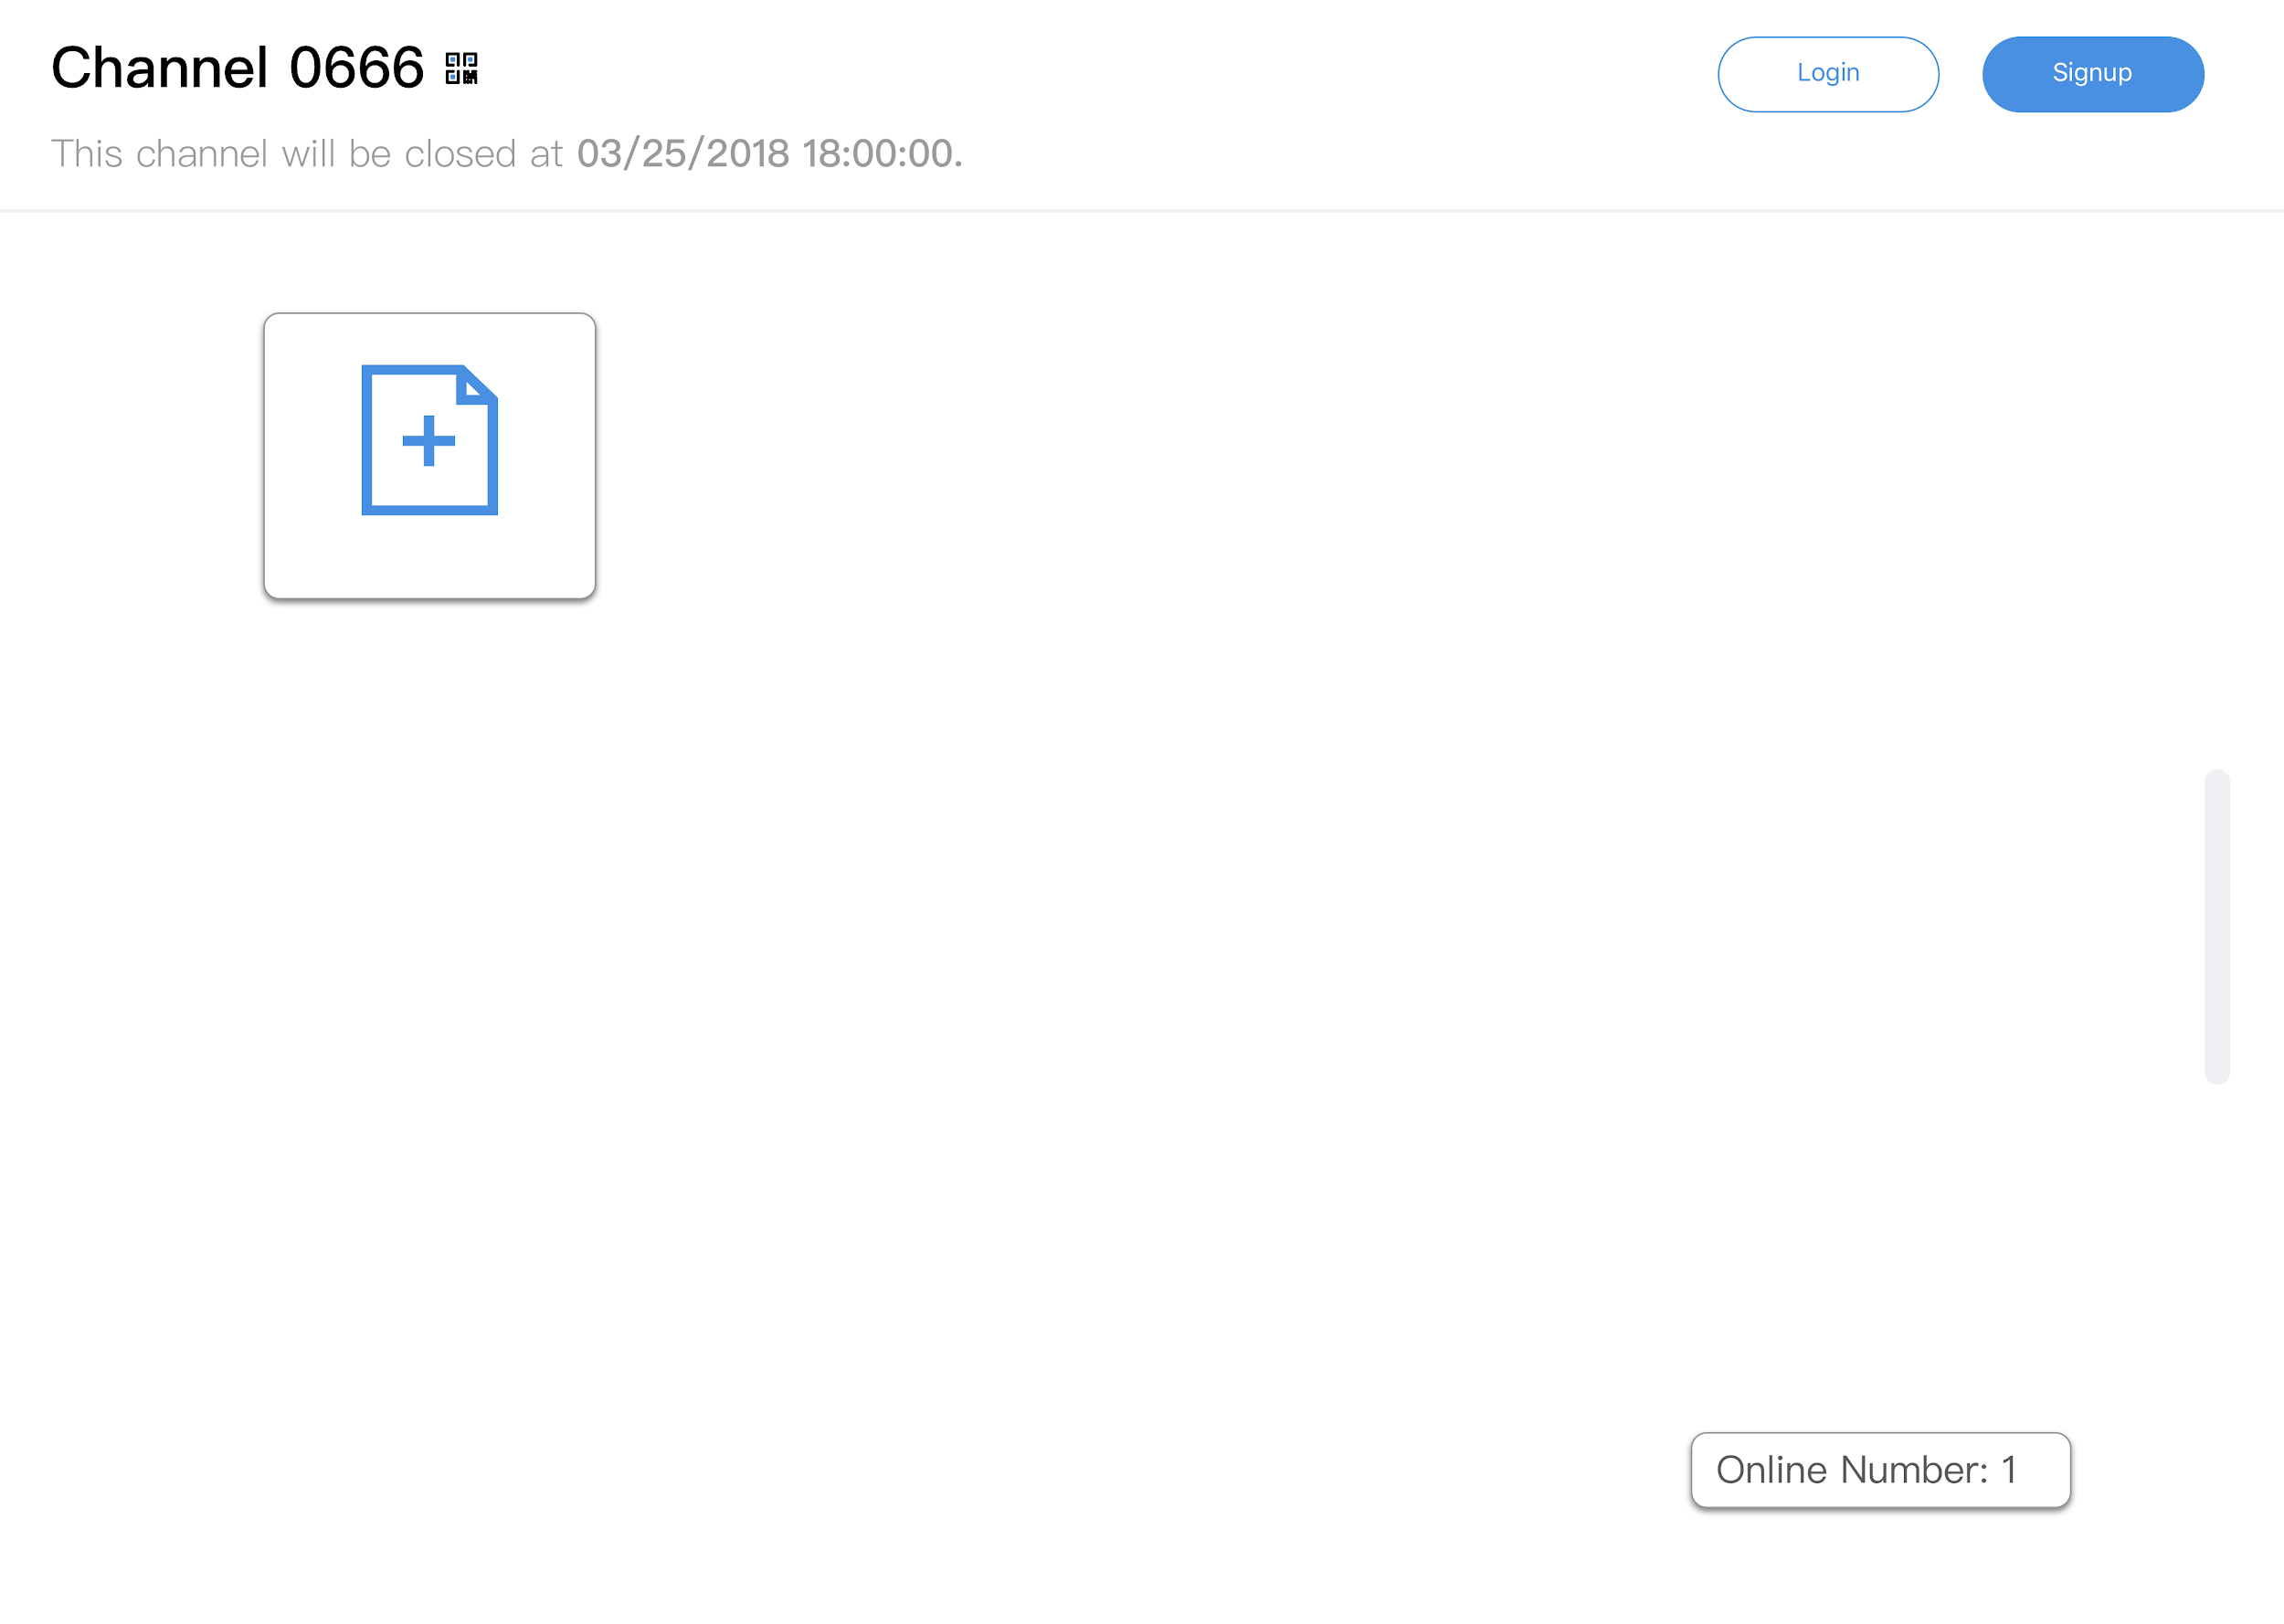 Channel 0666
Login
Signup
This channel will be closed at 03/25/2018 18:00:00.
Online Number: 1